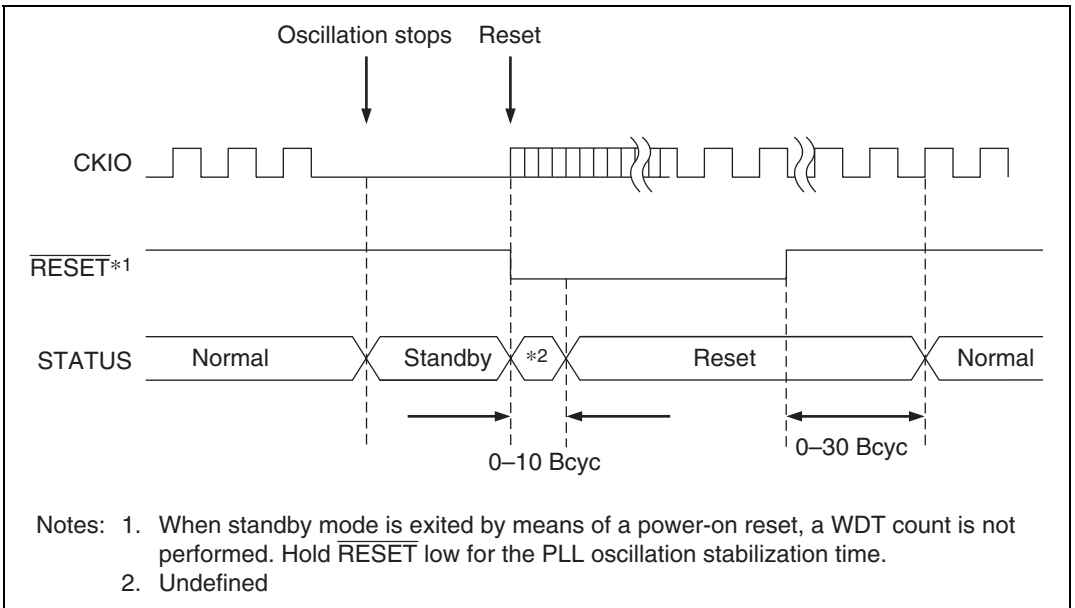 Oscillation stops Reset
CKIO
RESET*1
STATUS Normal Standby *2 Reset Normal
0–10 Bcyc 0–30 Bcyc
Notes: 1. When standby mode is exited by means of a power-on reset, a WDT count is not
performed. Hold RESET low for the PLL oscillation stabilization time.
2. Undefined